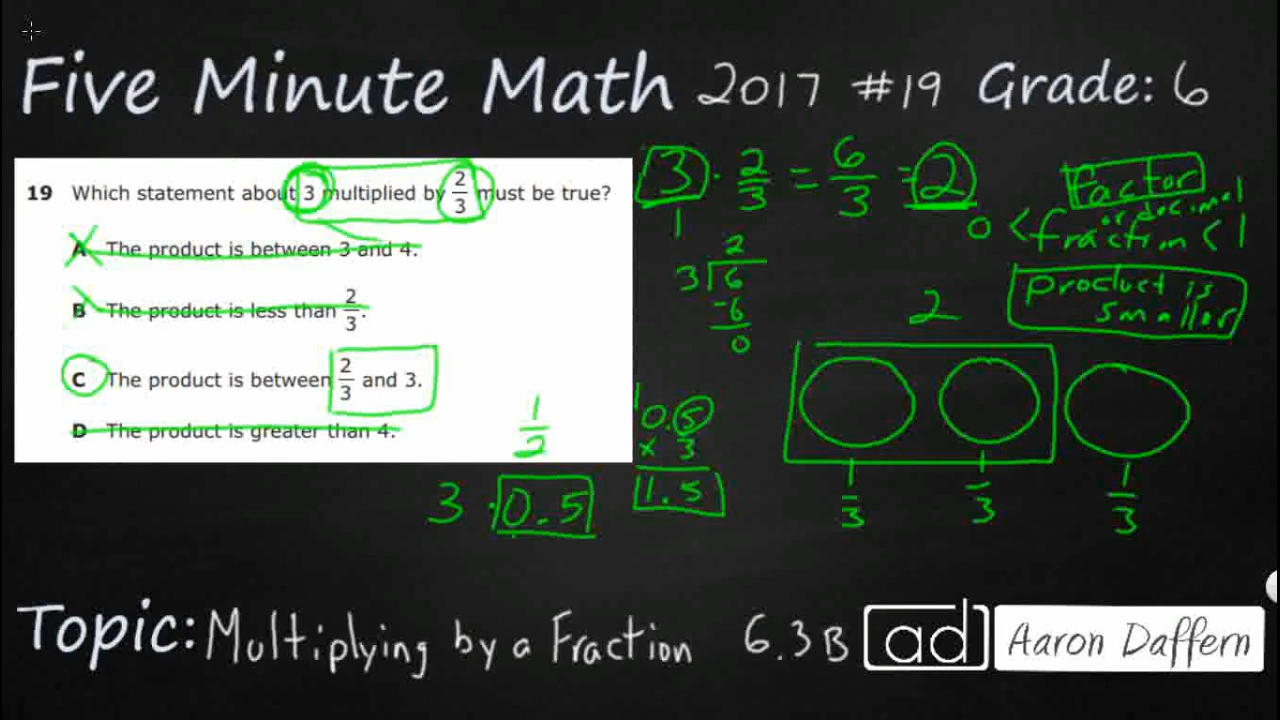 Five Minute Math 2017 #19 Grade: 6
19 Which statement about 3 multiplied by 2/3 must be true?
A The product is between 3 and 4.
B The product is less than 2/3.
C The product is between 2/3 and 3.
D The product is greater than 4.
3 · 2/3 = 6/3 = 2
1
2
3 6
-6
0
factor
or decimal
0 < fraction < 1
product is
smaller
2
1/3 1/3 1/3
1/2
3 · 0.5
1
0.5
x 3
1.5
Topic: Multiplying by a Fraction 6.3B ad Aaron Daffern